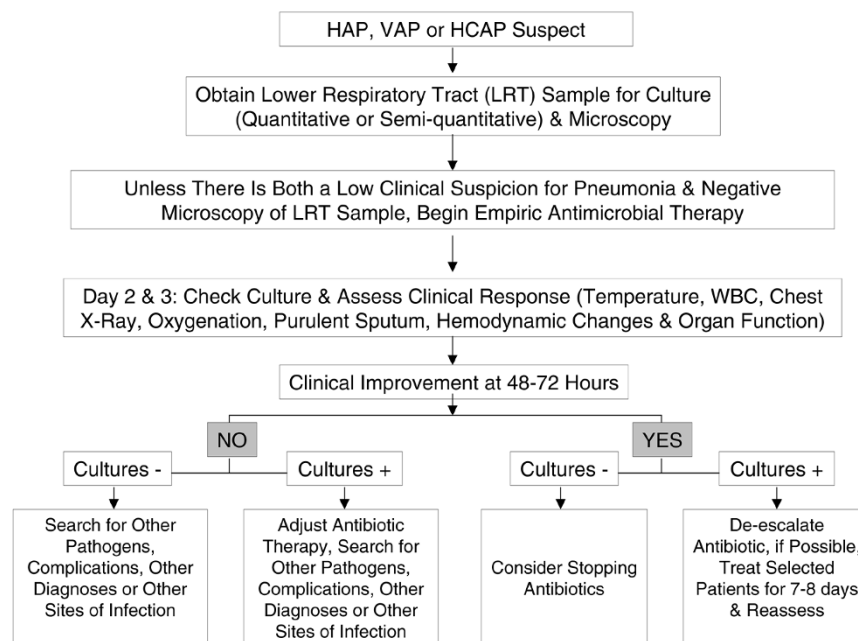 HAP, VAP or HCAP Suspect
Obtain Lower Respiratory Tract (LRT) Sample for Culture
(Quantitative or Semi-quantitative) & Microscopy
Unless There Is Both a Low Clinical Suspicion for Pneumonia & Negative
Microscopy of LRT Sample, Begin Empiric Antimicrobial Therapy
Day 2 & 3: Check Culture & Assess Clinical Response (Temperature, WBC, Chest
X-Ray, Oxygenation, Purulent Sputum, Hemodynamic Changes & Organ Function)
Clinical Improvement at 48-72 Hours
NO
YES
Cultures -
Cultures +
Cultures -
Cultures +
Search for Other
Pathogens,
Complications, Other
Diagnoses or Other
Sites of Infection
Adjust Antibiotic
Therapy, Search for
Other Pathogens,
Complications, Other
Diagnoses or Other
Sites of Infection
Consider Stopping
Antibiotics
De-escalate
Antibiotic, if Possible,
Treat Selected
Patients for 7-8 days
& Reassess